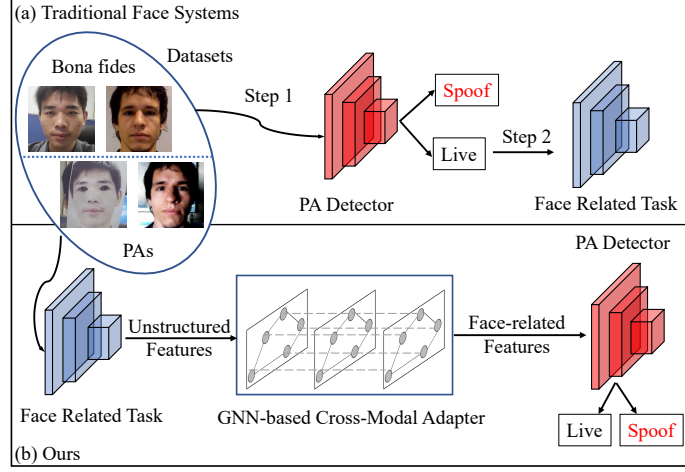 (a) Traditional Face Systems
Bona fides
Datasets
Step 1
Spoof
Live
Step 2
PA Detector
Face Related Task
PAs
PA Detector
Unstructured
Features
Face-related
Features
Face Related Task
GNN-based Cross-Modal Adapter
Live
Spoof
(b) Ours